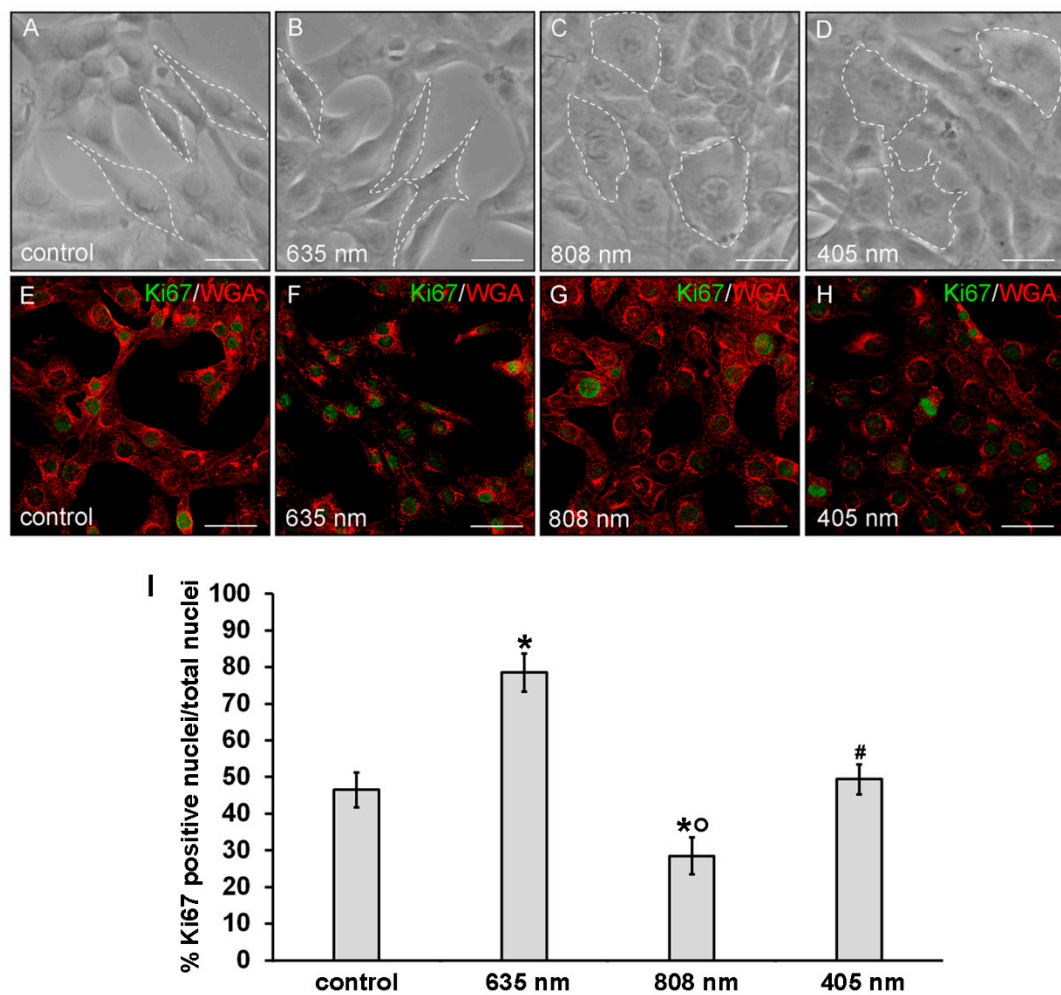 A
control
B
635 nm
C
808 nm
D
405 nm
E
Ki67/WGA
control
F
Ki67/WGA
635 nm
G
Ki67/WGA
808 nm
H
Ki67/WGA
405 nm
I
% Ki67 positive nuclei/total nuclei
100
90
80
70
60
50
40
30
20
10
0
*
*°
#
control
635 nm
808 nm
405 nm